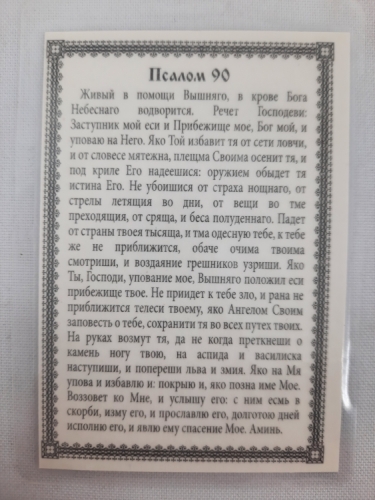 Псалом 90
Живый в помощи Вышняго, в крове Бога
Небеснаго водворится. Речет Господеви:
Заступник мой еси и Прибежище мое, Бог мой, и
уповаю на Него. Яко Той избавит тя от сети ловчи,
и от словесе мятежна, плещма Своима осенит тя, и
под криле Его надеешися: оружием обыдет тя
истина Его. Не убоишися от страха нощнаго, от
стрелы летящия во дни, от вещи во тме
преходящия, от сряща, и беса полуденнаго. Падет
от страны твоея тысяща, и тма одесную тебе, к тебе
же не приближится, обаче очима твоима
смотриши, и воздаяние грешников узриши. Яко
Ты, Господи, упование мое, Вышняго положил еси
прибежище твое. Не приидет к тебе зло, и рана не
приближится телеси твоему, яко Ангелом Своим
заповесть о тебе, сохранити тя во всех путех твоих.
На руках возмут тя, да не когда преткнеши о
камень ногу твою, на аспида и василиска
наступиши, и попереши льва и змия. Яко на Мя
упова и избавлю и: покрыю и, яко позна име Мое.
Воззовет ко Мне, и услышу его: с ним есмь в
скорби, изму его, и прославлю его, долготою дней
исполню его, и явлю ему спасение Мое. Аминь.